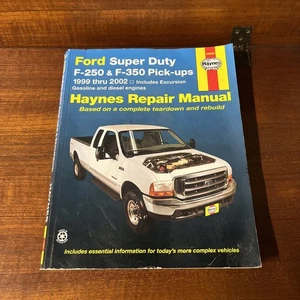 Ford Super Duty
F-250 & F-350 Pick-ups
1999 thru 2002 □ Includes Excursion
Gasoline and diesel engines
Haynes
Haynes Repair Manual
Based on a complete teardown and rebuild
Includes essential information for today's more complex vehicles